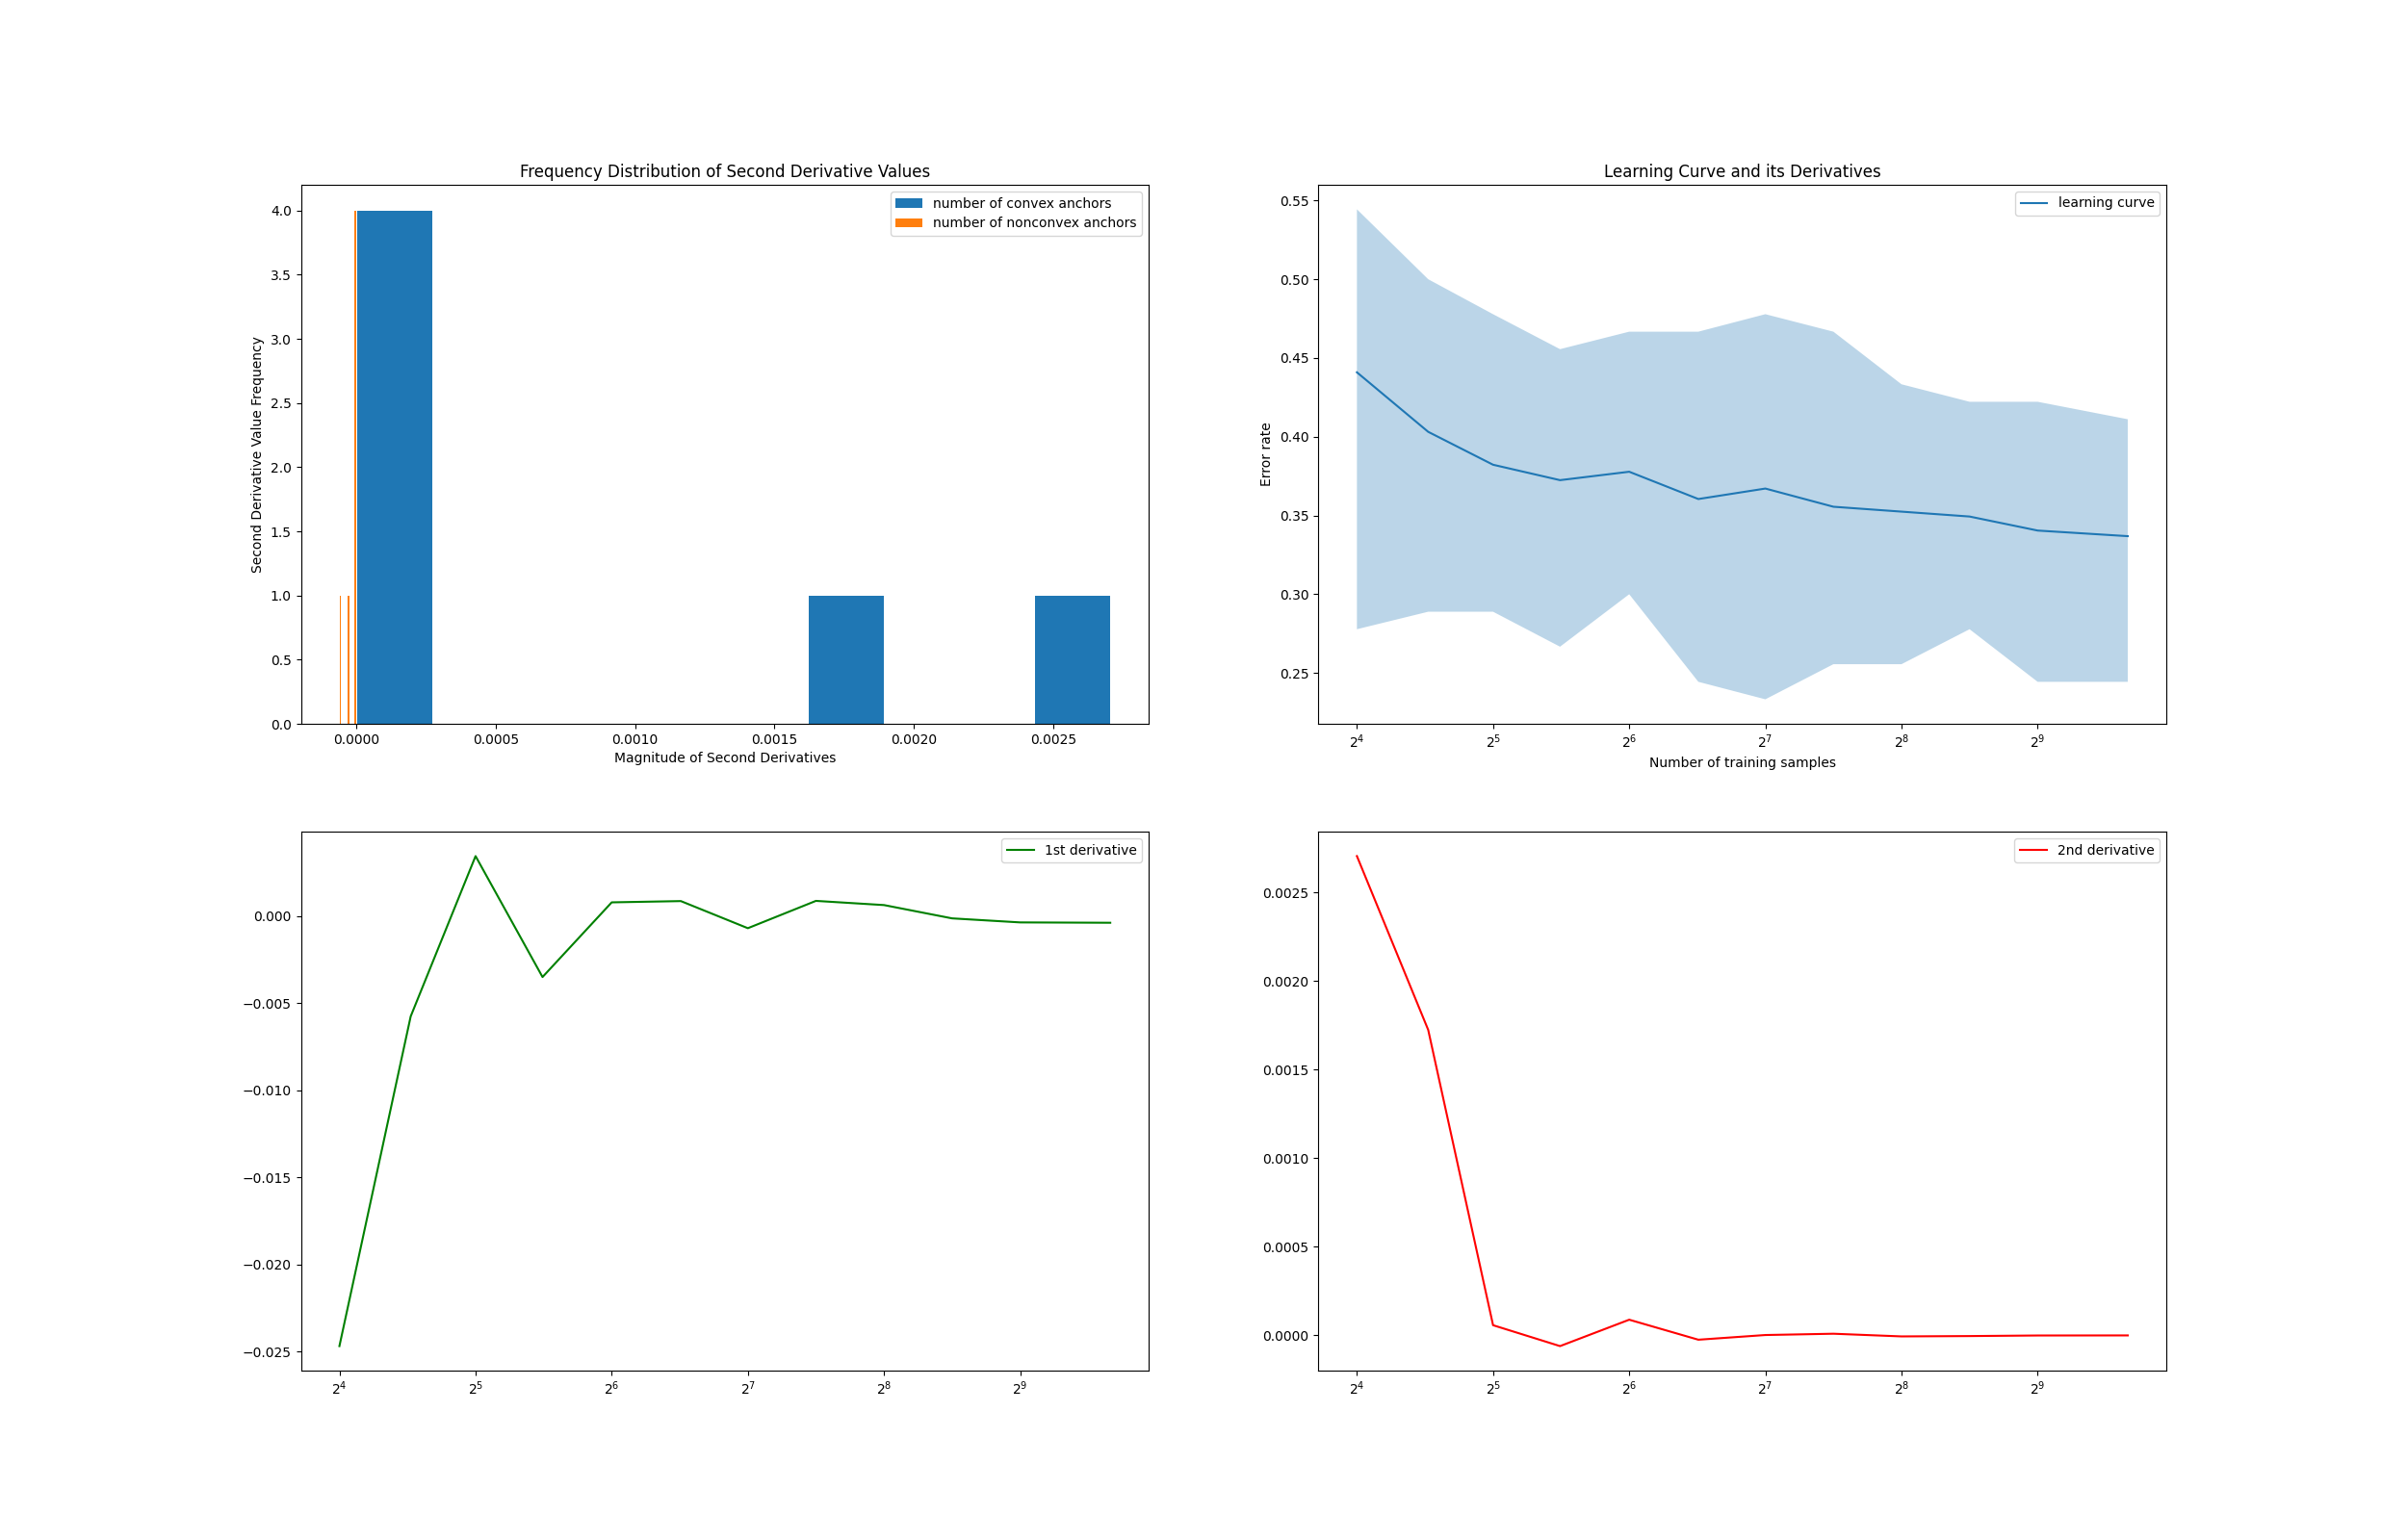 Frequency Distribution of Second Derivative Values
number of convex anchors
number of nonconvex anchors
Second Derivative Value Frequency
4.0
3.5
3.0
2.5
2.0
1.5
1.0
0.5
0.0
0.0000 0.0005 0.0010 0.0015 0.0020 0.0025
Magnitude of Second Derivatives
Learning Curve and its Derivatives
learning curve
Error rate
0.55
0.50
0.45
0.40
0.35
0.30
0.25
2⁴ 2⁵ 2⁶ 2⁷ 2⁸ 2⁹
Number of training samples
1st derivative
0.000
−0.005
−0.010
−0.015
−0.020
−0.025
2⁴ 2⁵ 2⁶ 2⁷ 2⁸ 2⁹
2nd derivative
0.0025
0.0020
0.0015
0.0010
0.0005
0.0000
2⁴ 2⁵ 2⁶ 2⁷ 2⁸ 2⁹